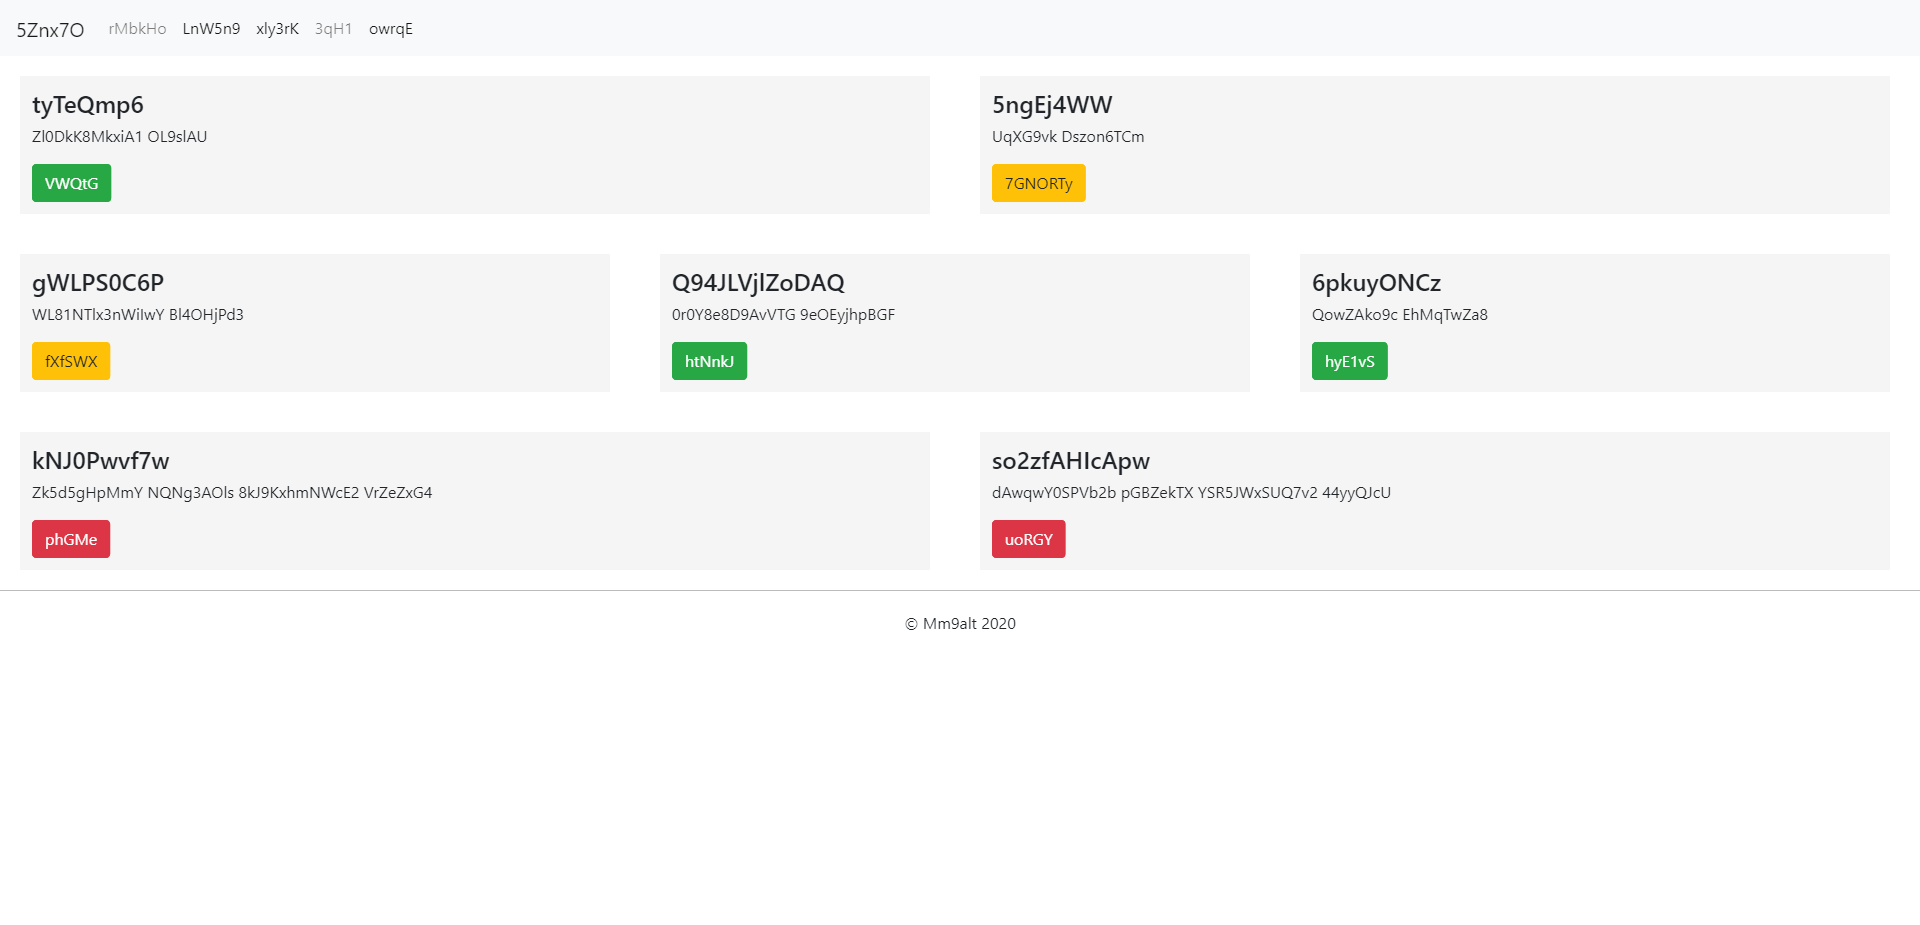 5Znx7O rMbkHo LnW5n9 xly3rK 3qH1 owrqE
tyTeQmp6
Zl0DkK8MkxiA1 OL9slAU
VWQtG
5ngEj4WW
UqXG9vk Dszon6TCm
7GNORTy
gWLPS0C6P
WL81NTlx3nWiIwY Bl4OHjPd3
fXfSWX
Q94JLVjlZoDAQ
0r0Y8e8D9AvVTG 9eOEyjhpBGF
htNnkJ
6pkuyONCz
QowZAko9c EhMqTwZa8
hyE1vS
kNJ0Pwvf7w
Zk5d5gHpMmY NQNg3AOls 8kJ9KxhmNWcE2 VrZeZxG4
phGMe
so2zfAHIcApw
dAwqwY0SPVb2b pGBZekTX YSR5JWxSUQ7v2 44yyQJcU
uoRGY
© Mm9alt 2020